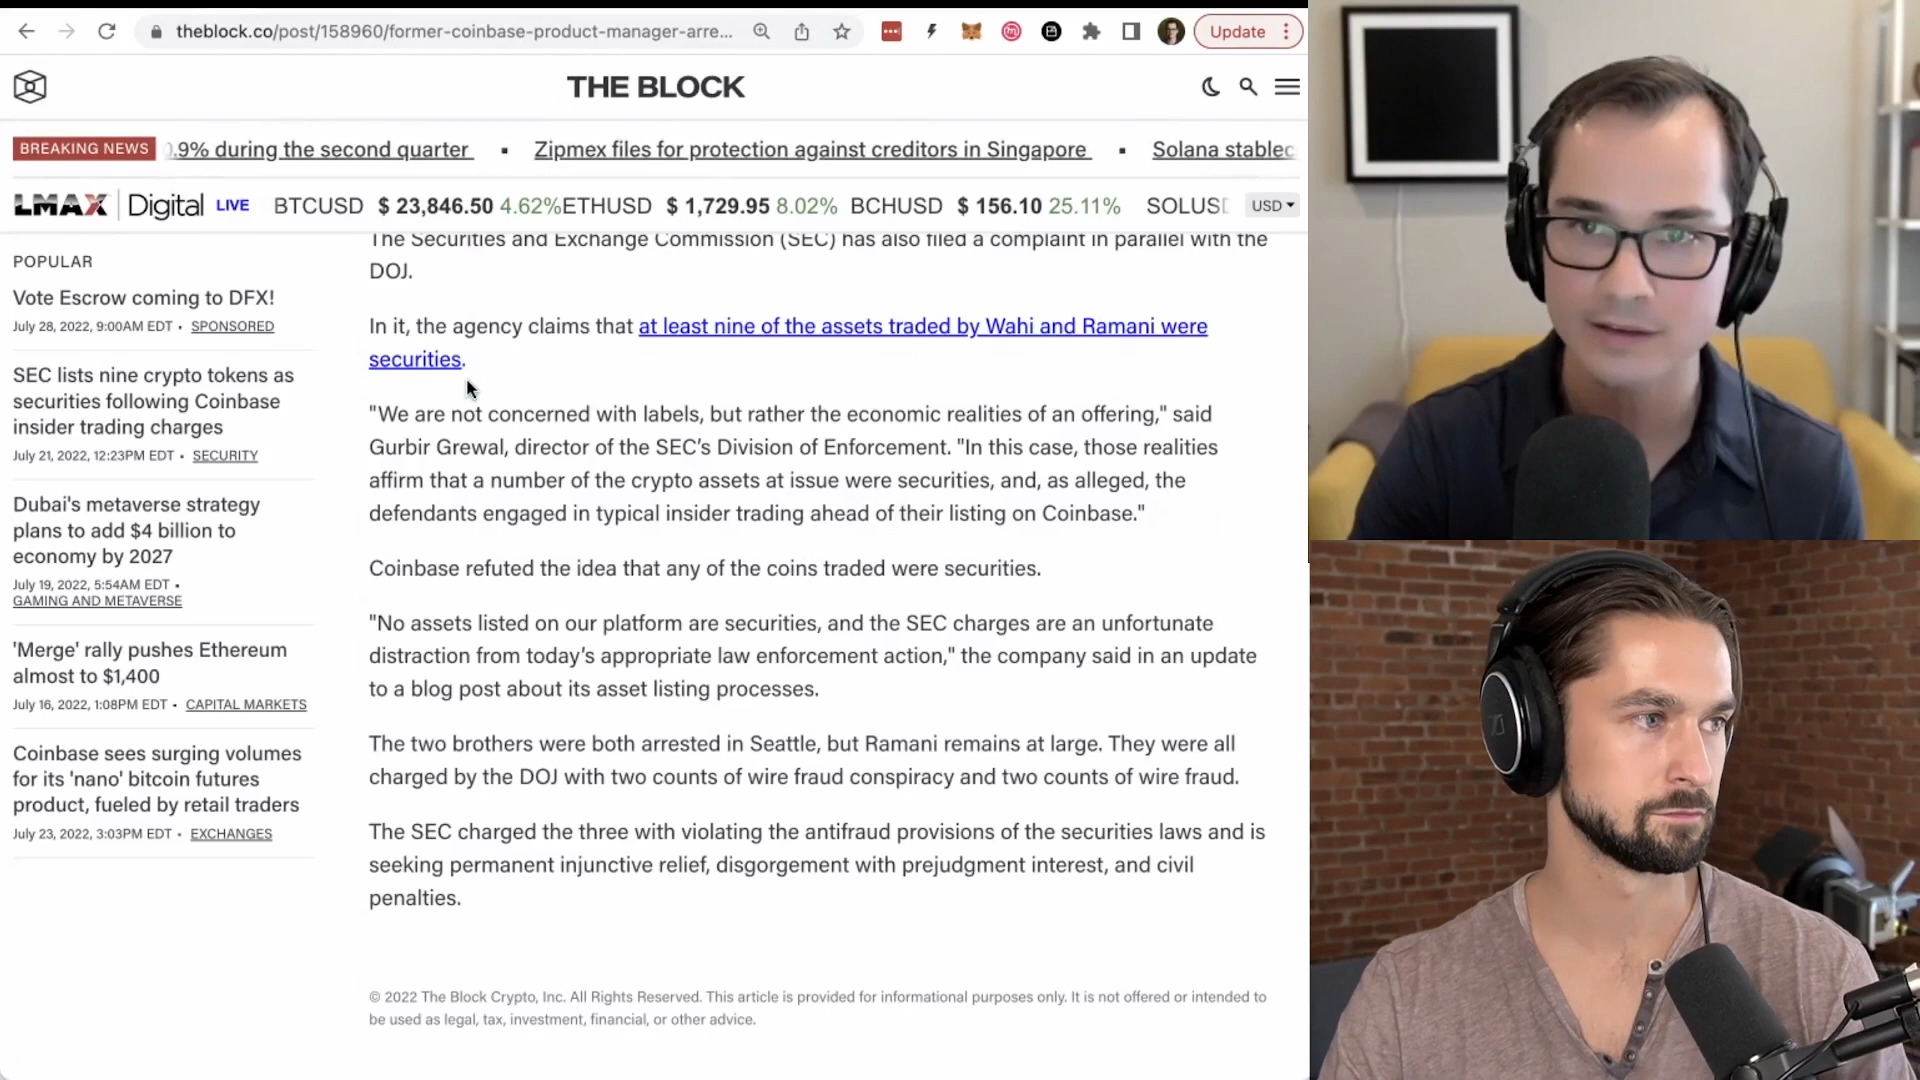 theblock.co/post/158960/former-coinbase-product-manager-arre...
Update
THE BLOCK
BREAKING NEWS
0.9% during the second quarter ▪ Zipmex files for protection against creditors in Singapore ▪ Solana stablec
LMAX Digital LIVE BTCUSD $ 23,846.50 4.62% ETHUSD $ 1,729.95 8.02% BCHUSD $ 156.10 25.11% SOLUSD USD
POPULAR
Vote Escrow coming to DFX!
July 28, 2022, 9:00AM EDT • SPONSORED
SEC lists nine crypto tokens as
securities following Coinbase
insider trading charges
July 21, 2022, 12:23PM EDT • SECURITY
Dubai's metaverse strategy
plans to add $4 billion to
economy by 2027
July 19, 2022, 5:54AM EDT •
GAMING AND METAVERSE
'Merge' rally pushes Ethereum
almost to $1,400
July 16, 2022, 1:08PM EDT • CAPITAL MARKETS
Coinbase sees surging volumes
for its 'nano' bitcoin futures
product, fueled by retail traders
July 23, 2022, 3:03PM EDT • EXCHANGES
The Securities and Exchange Commission (SEC) has also filed a complaint in parallel with the
DOJ.
In it, the agency claims that at least nine of the assets traded by Wahi and Ramani were
securities.
"We are not concerned with labels, but rather the economic realities of an offering," said
Gurbir Grewal, director of the SEC's Division of Enforcement. "In this case, those realities
affirm that a number of the crypto assets at issue were securities, and, as alleged, the
defendants engaged in typical insider trading ahead of their listing on Coinbase."
Coinbase refuted the idea that any of the coins traded were securities.
"No assets listed on our platform are securities, and the SEC charges are an unfortunate
distraction from today's appropriate law enforcement action," the company said in an update
to a blog post about its asset listing processes.
The two brothers were both arrested in Seattle, but Ramani remains at large. They were all
charged by the DOJ with two counts of wire fraud conspiracy and two counts of wire fraud.
The SEC charged the three with violating the antifraud provisions of the securities laws and is
seeking permanent injunctive relief, disgorgement with prejudgment interest, and civil
penalties.
© 2022 The Block Crypto, Inc. All Rights Reserved. This article is provided for informational purposes only. It is not offered or intended to
be used as legal, tax, investment, financial, or other advice.